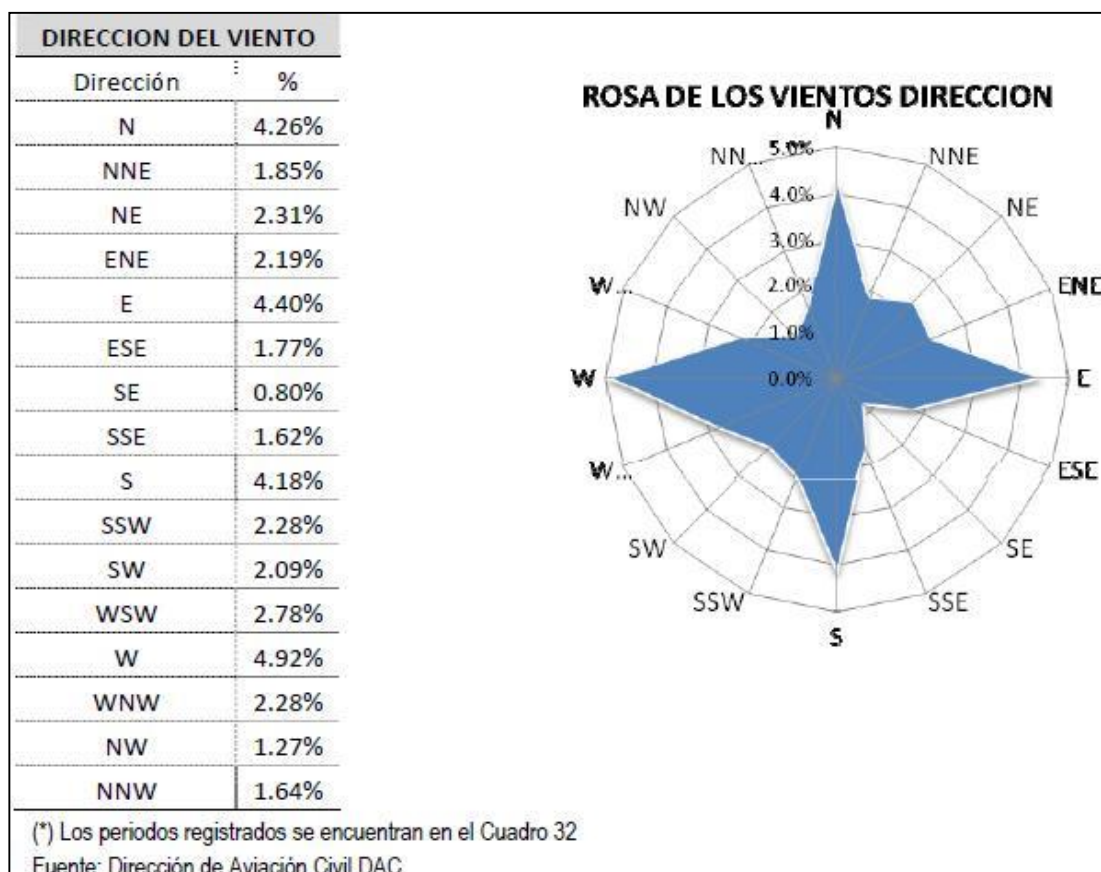 DIRECCION DEL VIENTO
Dirección %
N 4.26%
NNE 1.85%
NE 2.31%
ENE 2.19%
E 4.40%
ESE 1.77%
SE 0.80%
SSE 1.62%
S 4.18%
SSW 2.28%
SW 2.09%
WSW 2.78%
W 4.92%
WNW 2.28%
NW 1.27%
NNW 1.64%
ROSA DE LOS VIENTOS DIRECCION
N
NNE
NE
ENE
E
ESE
SE
SSE
S
SSW
SW
W...
W
W...
NW
NN...
5.0%
4.0%
3.0%
2.0%
1.0%
0.0%
(*) Los periodos registrados se encuentran en el Cuadro 32
Fuente: Dirección de Aviación Civil DAC